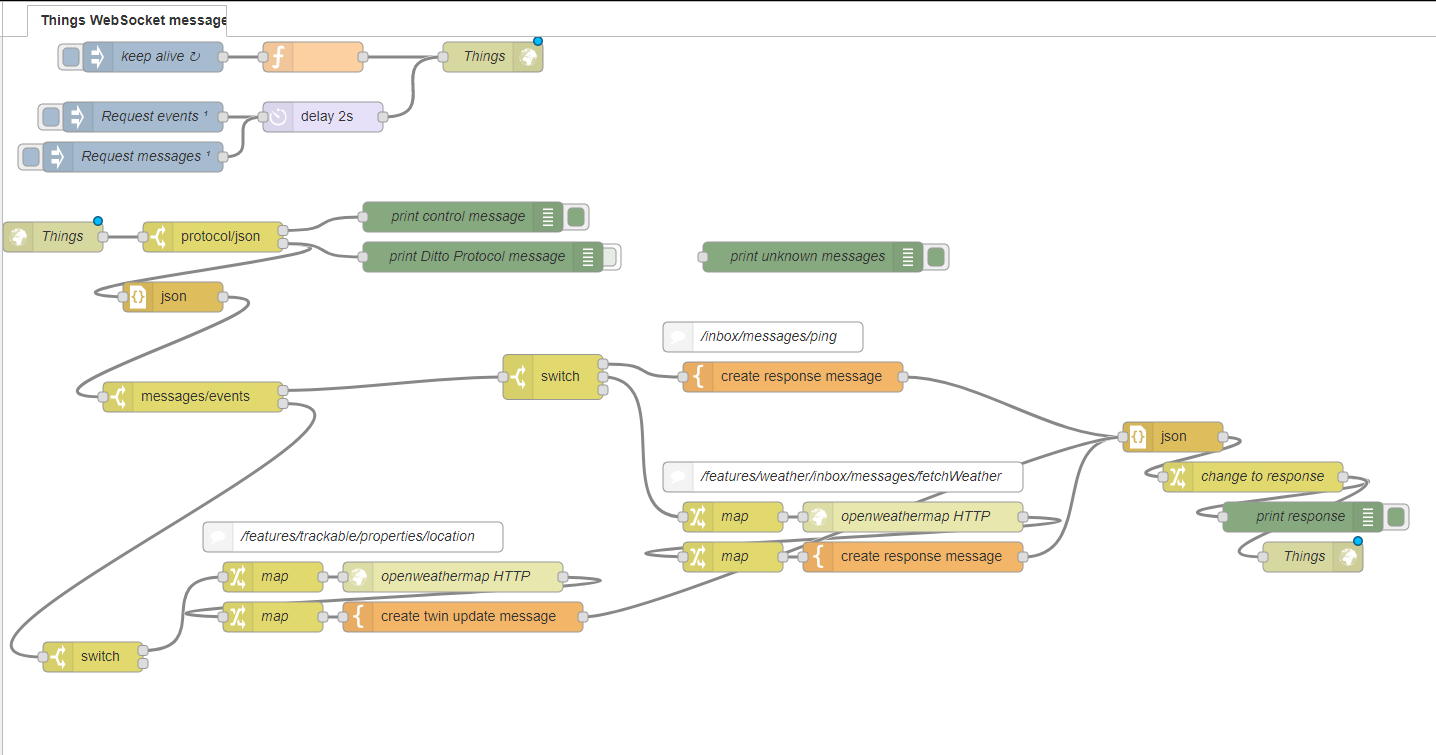 Things WebSocket message
keep alive ↻
Things
Request events ¹
delay 2s
Request messages ¹
print control message
Things
protocol/json
print Ditto Protocol message
print unknown messages
json
/inbox/messages/ping
switch
create response message
messages/events
json
/features/weather/inbox/messages/fetchWeather
change to response
map
openweathermap HTTP
print response
/features/trackable/properties/location
map
create response message
Things
map
openweathermap HTTP
map
create twin update message
switch